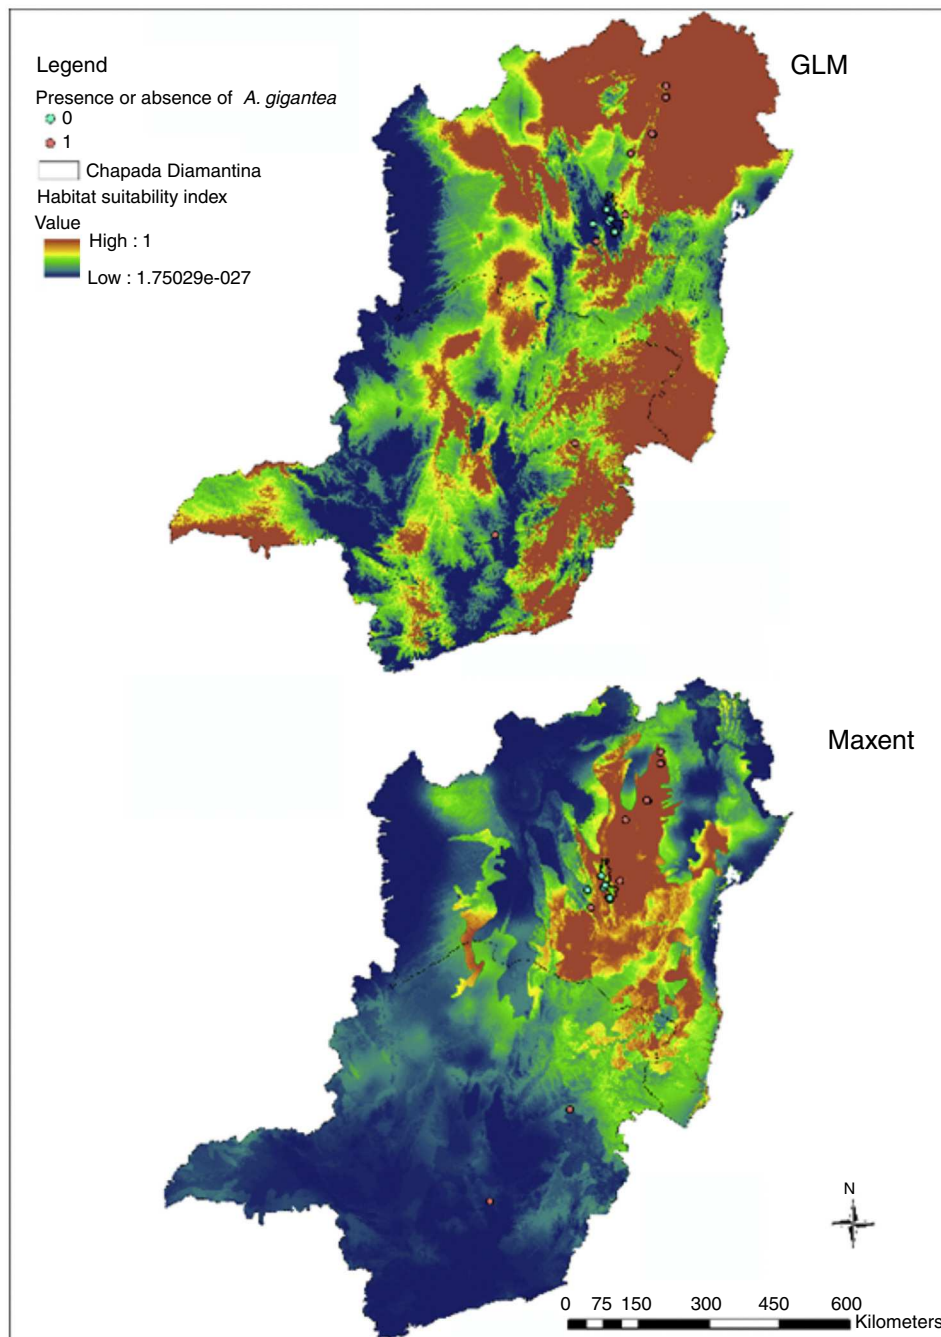 Legend
GLM
Presence or absence of A. gigantea
0
1
Chapada Diamantina
Habitat suitability index
Value
High : 1
Low : 1.75029e-027
Maxent
N
0 75 150 300 450 600
Kilometers